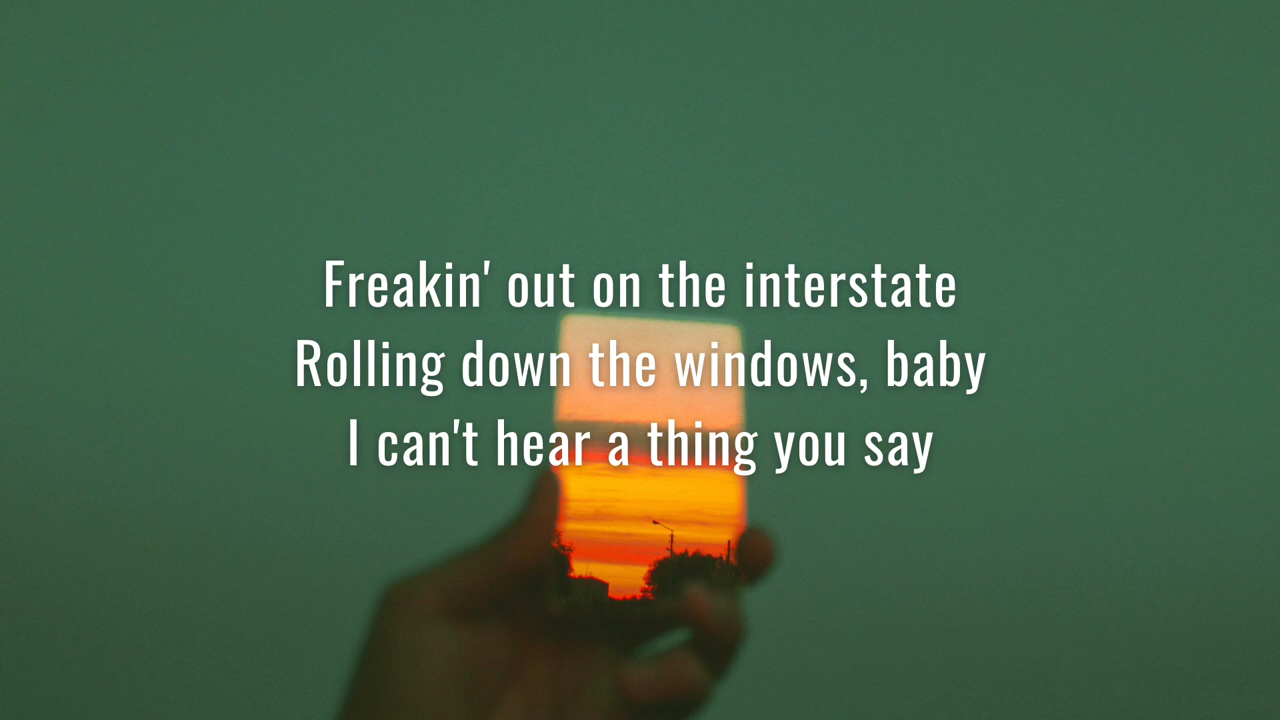 Freakin' out on the interstate
Rolling down the windows, baby
I can't hear a thing you say